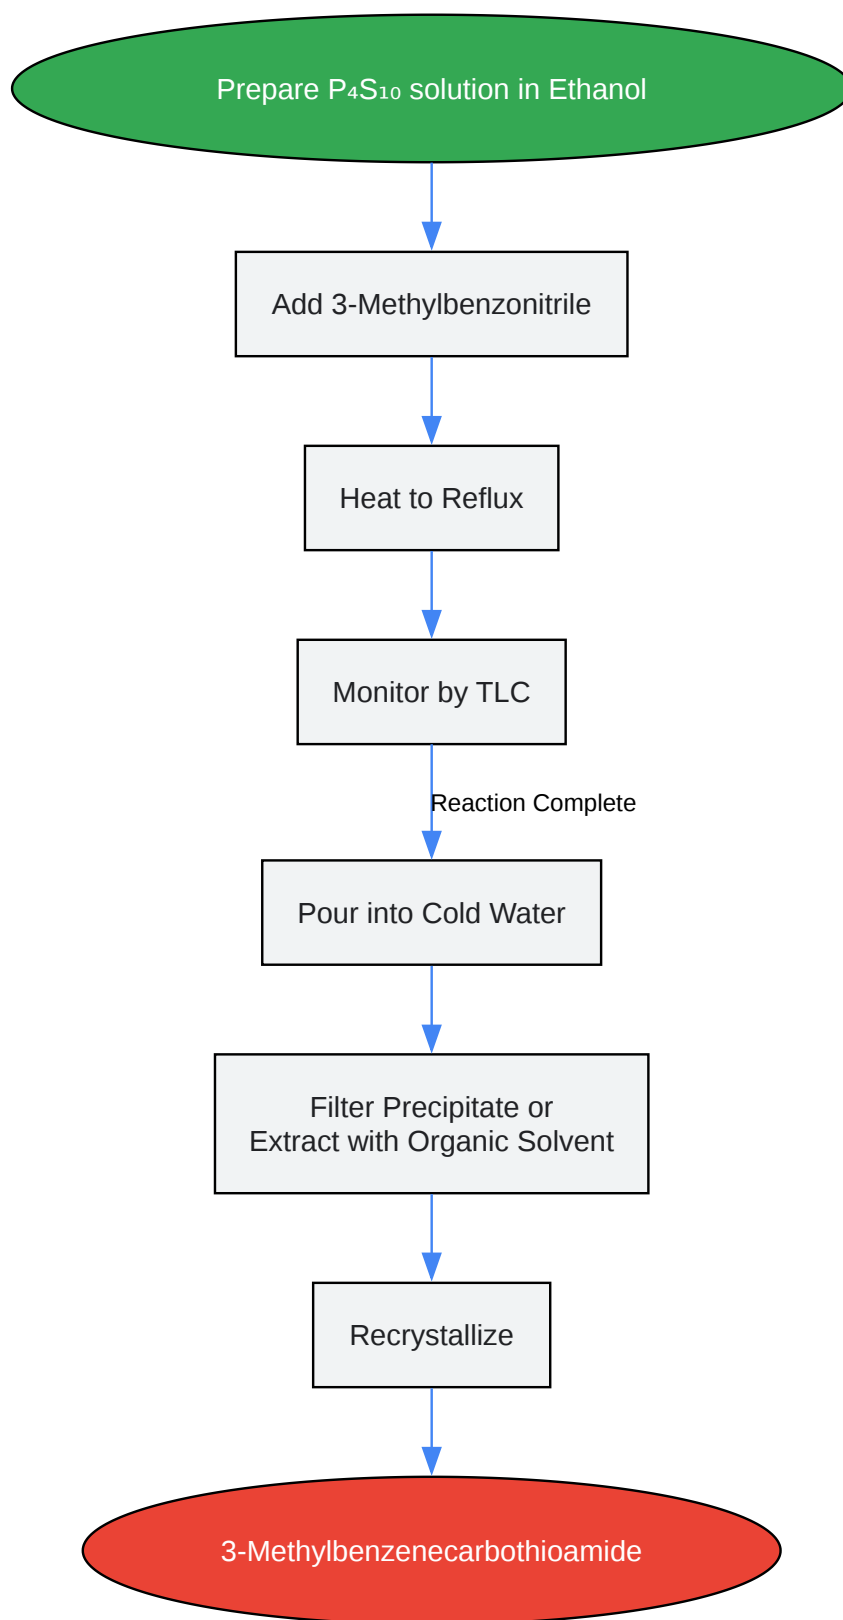 Prepare P₄S₁₀ solution in Ethanol
Add 3-Methylbenzonitrile
Heat to Reflux
Monitor by TLC
Reaction Complete
Pour into Cold Water
Filter Precipitate or
Extract with Organic Solvent
Recrystallize
3-Methylbenzenecarbothioamide